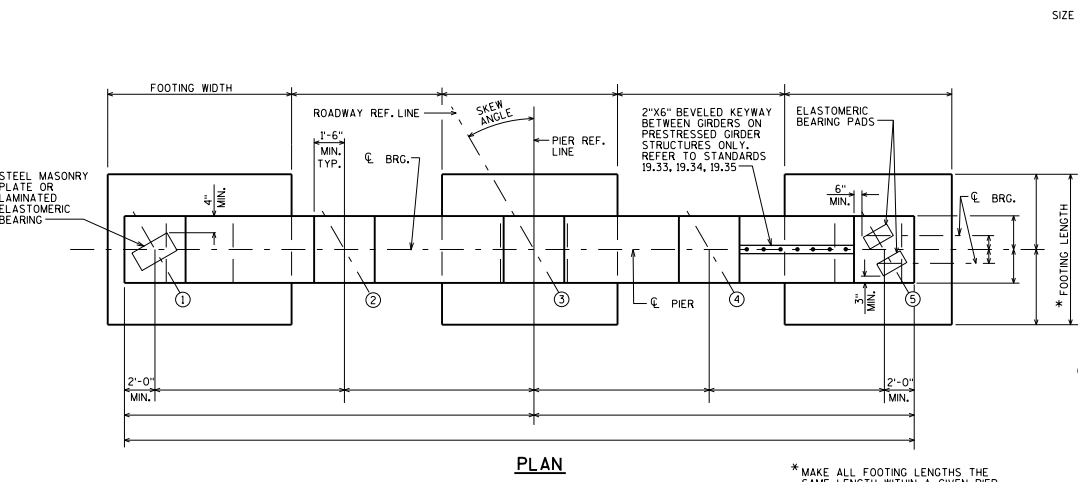 SIZE
FOOTING WIDTH
ROADWAY REF. LINE
SKEW
ANGLE
1'-6"
MIN.
TYP.
℄ BRG.
PIER REF.
LINE
2"X6" BEVELED KEYWAY
BETWEEN GIRDERS ON
PRESTRESSED GIRDER
STRUCTURES ONLY.
REFER TO STANDARDS
19.33, 19.34, 19.35
ELASTOMERIC
BEARING PADS
STEEL MASONRY
PLATE OR
LAMINATED
ELASTOMERIC
BEARING
4"
MIN.
6"
MIN.
℄ BRG.
* FOOTING LENGTH
1
2
3
4
5
℄ PIER
3"
MIN.
2'-0"
MIN.
2'-0"
MIN.
PLAN
* MAKE ALL FOOTING LENGTHS THE
SAME LENGTH WITHIN A GIVEN PIER